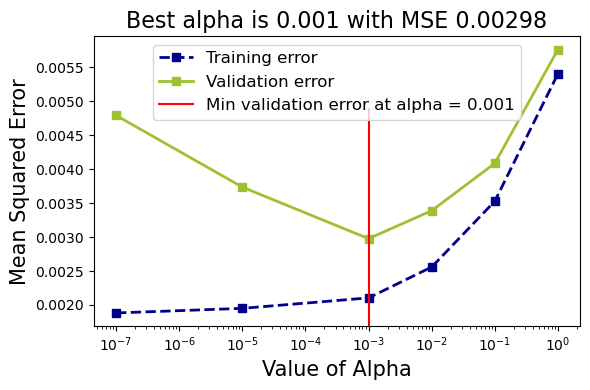 Best alpha is 0.001 with MSE 0.00298
Training error
Validation error
Min validation error at alpha = 0.001
Mean Squared Error
0.0055
0.0050
0.0045
0.0040
0.0035
0.0030
0.0025
0.0020
10⁻⁷ 10⁻⁶ 10⁻⁵ 10⁻⁴ 10⁻³ 10⁻² 10⁻¹ 10⁰
Value of Alpha